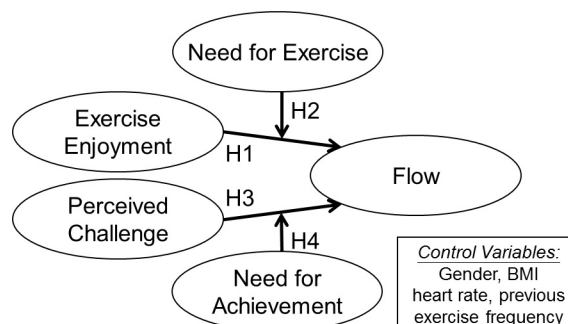 Need for Exercise
H2
Exercise
Enjoyment
H1
Flow
H3
Perceived
Challenge
H4
Need for
Achievement
Control Variables:
Gender, BMI
heart rate, previous
exercise frequency